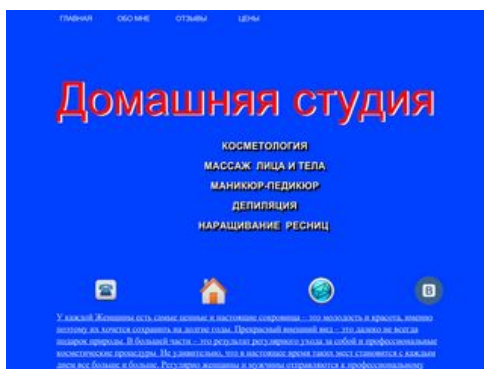 ГЛАВНАЯ ОБО МНЕ ОТЗЫВЫ ЦЕНЫ
Домашняя студия
КОСМЕТОЛОГИЯ
МАССАЖ ЛИЦА И ТЕЛА
МАНИКЮР-ПЕДИКЮР
ДЕПИЛЯЦИЯ
НАРАЩИВАНИЕ РЕСНИЦ
В
У каждой Женщины есть самые ценные и настоящие сокровища – это молодость и красота, именно
поэтому их хочется сохранить на долгие годы. Прекрасный внешний вид – это далеко не всегда
подарок природы. В большей части – это результат регулярного ухода за собой и профессиональные
косметические процедуры. Не удивительно, что в настоящее время таких мест становится с каждым
днем все больше и больше. Регулярно женщины и мужчины отправляются к профессиональному